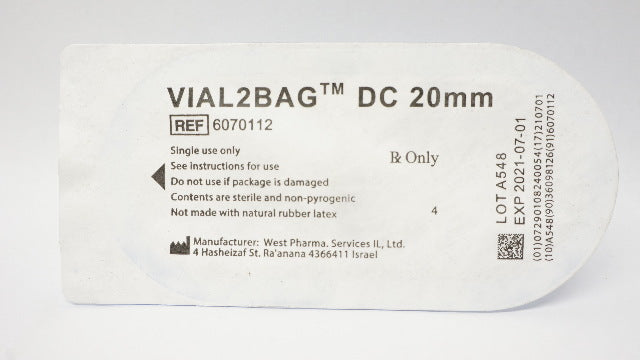 VIAL2BAG™ DC 20mm
REF 6070112
Single use only
See instructions for use
Do not use if package is damaged
Contents are sterile and non-pyrogenic
Not made with natural rubber latex
℞ Only
4
Manufacturer: West Pharma. Services IL, Ltd.
4 Hasheizaf St. Ra'anana 4366411 Israel
LOT A548
EXP 2021-07-01
(01)07290108240054(17)210701
(10)A548(90)36098126(91)6070112